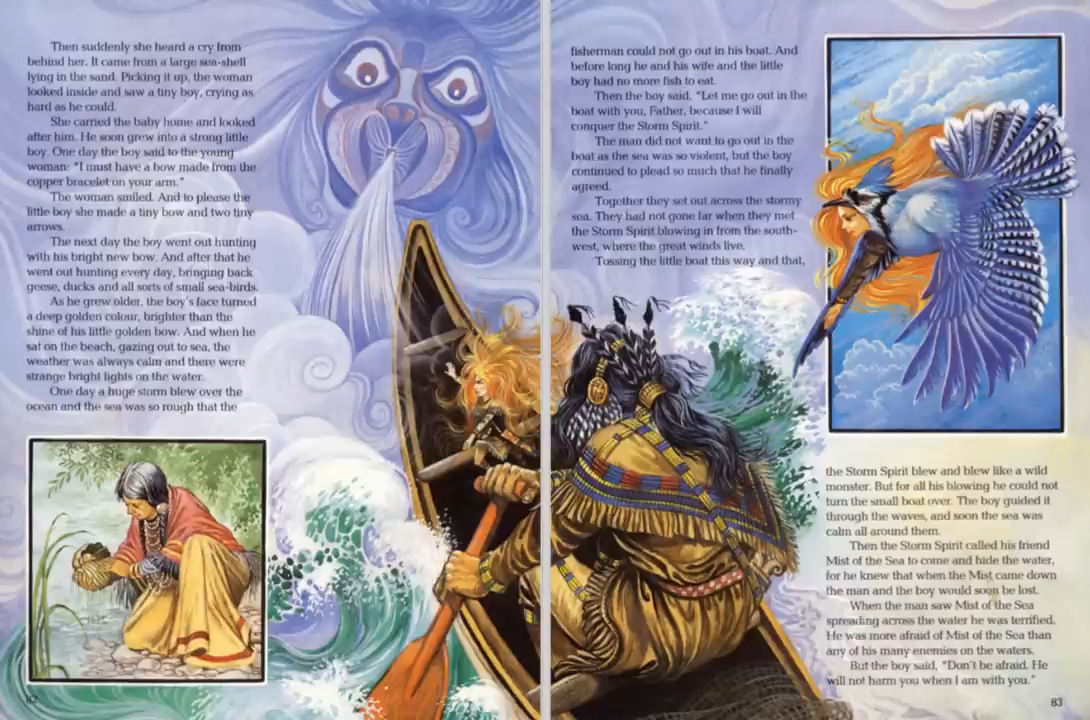 Then suddenly she heard a cry from
behind her. It came from a large sea-shell
lying in the sand. Picking it up, the woman
looked inside and saw a tiny boy, crying as
hard as he could.
She carried the baby home and looked
after him. He soon grew into a strong little
boy. One day the boy said to the young
woman: "I must have a bow made from the
copper bracelet on your arm."
The woman smiled. And to please the
little boy she made a tiny bow and two tiny
arrows.
The next day the boy went out hunting
with his bright new bow. And after that he
went out hunting every day, bringing back
geese, ducks and all sorts of small sea-birds.
As he grew older, the boy's face turned
a deep golden colour, brighter than the
shine of his little golden bow. And when he
sat on the beach, gazing out to sea, the
weather was always calm and there were
strange bright lights on the water.
One day a huge storm blew over the
ocean and the sea was so rough that the
82
fisherman could not go out in his boat. And
before long he and his wife and the little
boy had no more fish to eat.
Then the boy said, "Let me go out in the
boat with you, Father, because I will
conquer the Storm Spirit."
The man did not want to go out in the
boat as the sea was so violent, but the boy
continued to plead so much that he finally
agreed.
Together they set out across the stormy
sea. They had not gone far when they met
the Storm Spirit blowing in from the south-
west, where the great winds live.
Tossing the little boat this way and that,
the Storm Spirit blew and blew like a wild
monster. But for all his blowing he could not
turn the small boat over. The boy guided it
through the waves, and soon the sea was
calm all around them.
Then the Storm Spirit called his friend
Mist of the Sea to come and hide the water,
for he knew that when the Mist came down
the man and the boy would soon be lost.
When the man saw Mist of the Sea
spreading across the water he was terrified.
He was more afraid of Mist of the Sea than
any of his many enemies on the waters.
But the boy said, "Don't be afraid. He
will not harm you when I am with you."
83